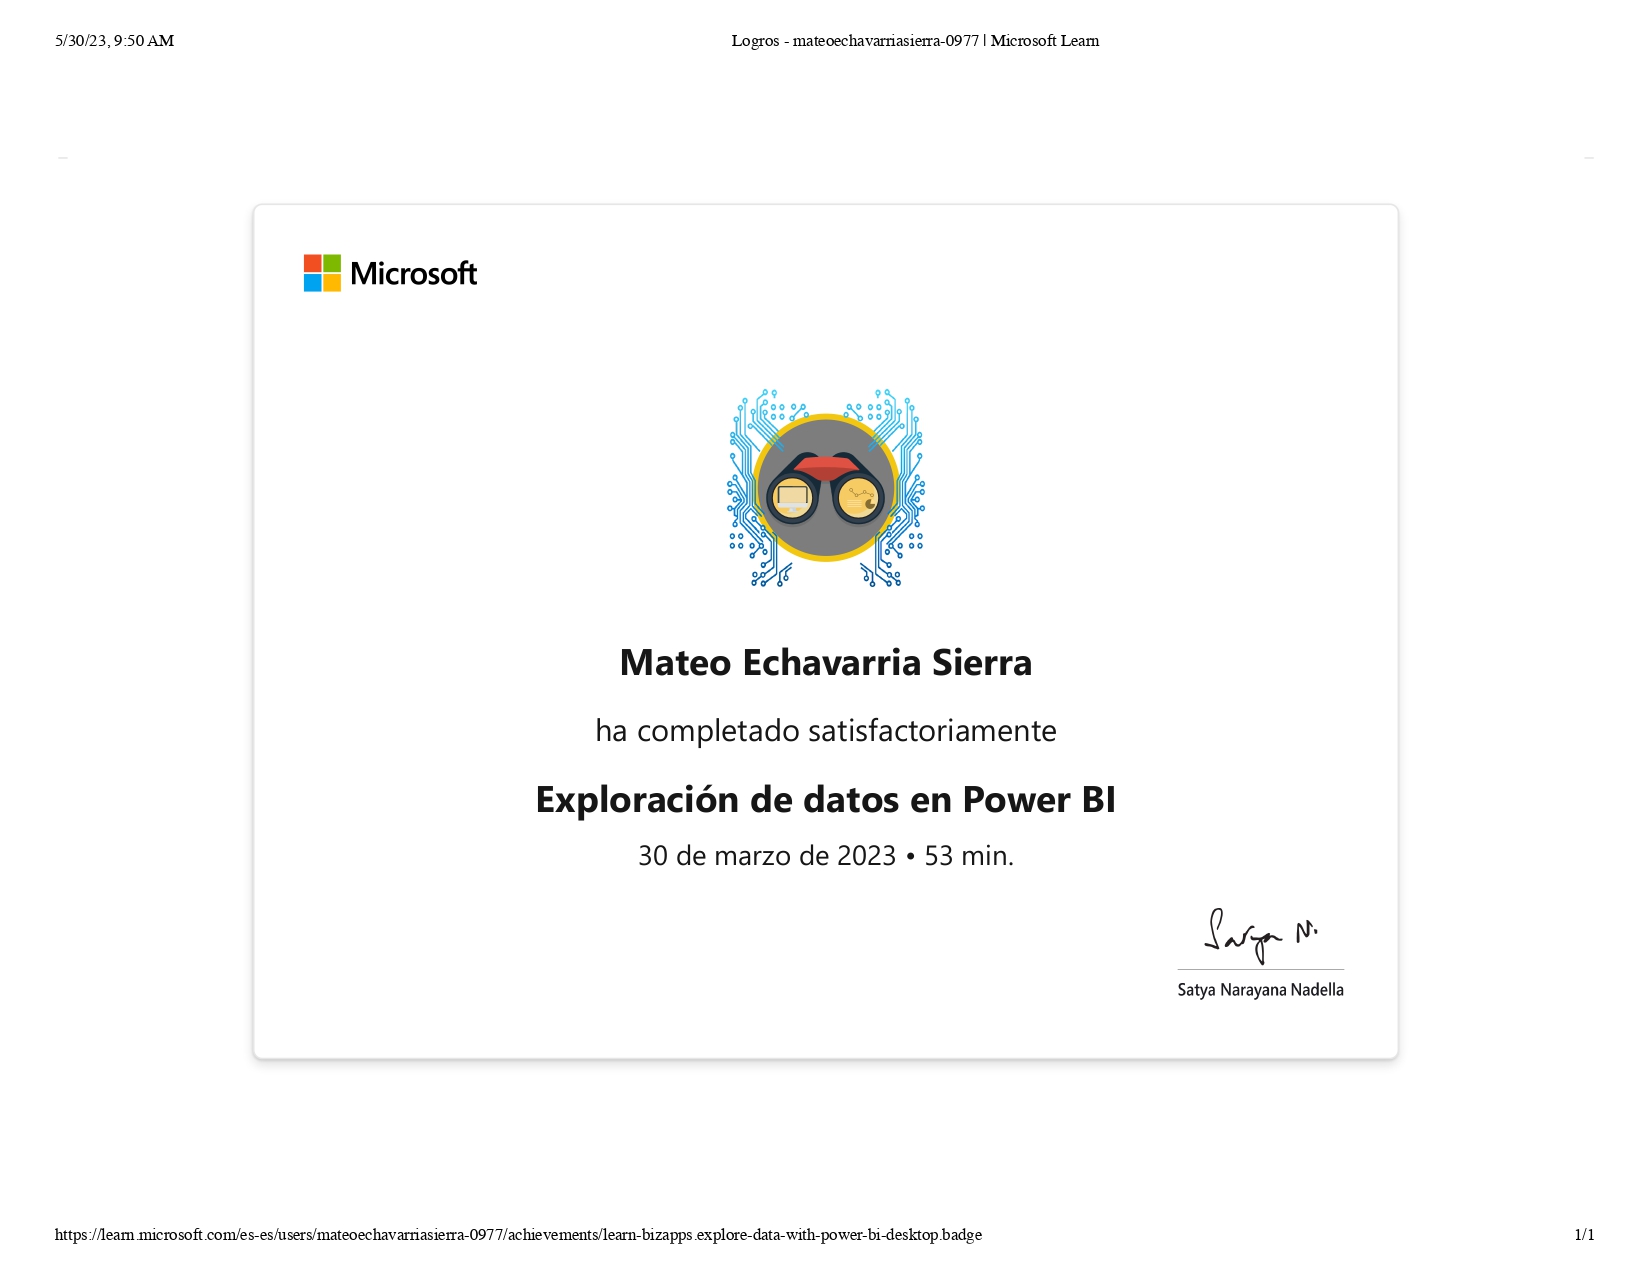 5/30/23, 9:50 AM
Logros - mateoechavarriasierra-0977 | Microsoft Learn
Microsoft
Mateo Echavarria Sierra
ha completado satisfactoriamente
Exploración de datos en Power BI
30 de marzo de 2023 • 53 min.
Satya N.
Satya Narayana Nadella
https://learn.microsoft.com/es-es/users/mateoechavarriasierra-0977/achievements/learn-bizapps.explore-data-with-power-bi-desktop.badge
1/1